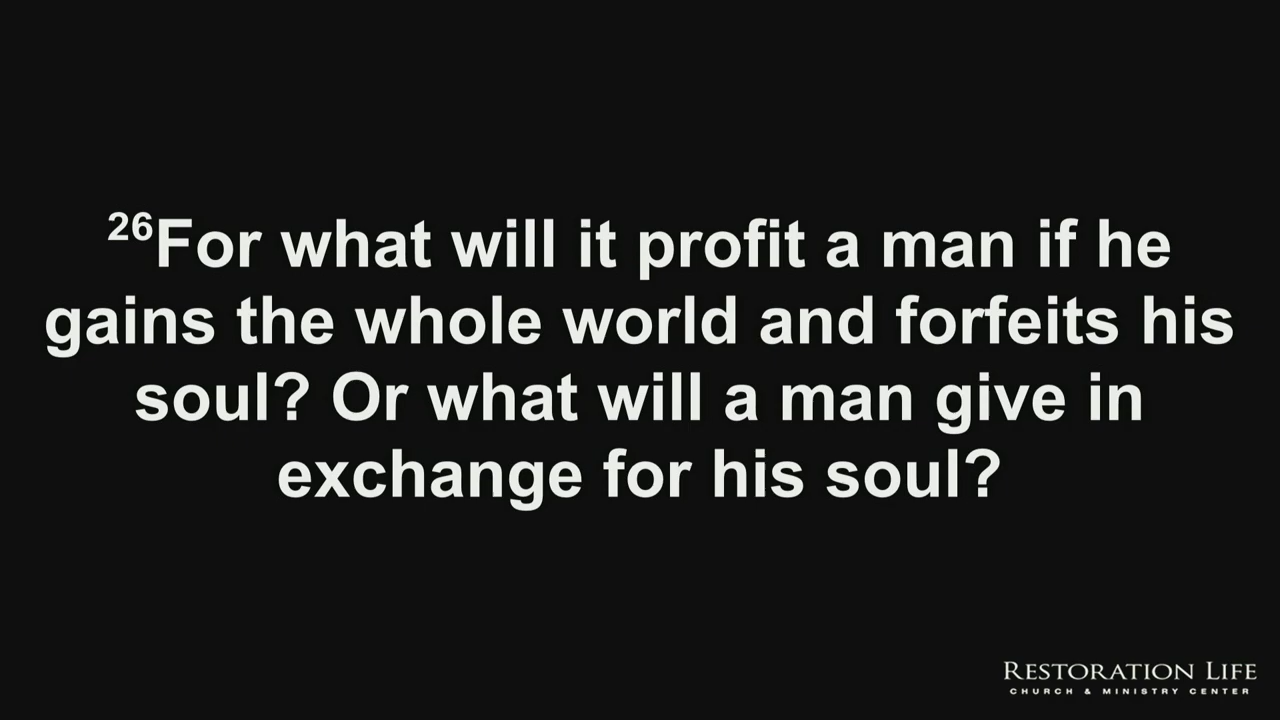 ²⁶For what will it profit a man if he
gains the whole world and forfeits his
soul? Or what will a man give in
exchange for his soul?
RESTORATION LIFE
CHURCH & MINISTRY CENTER